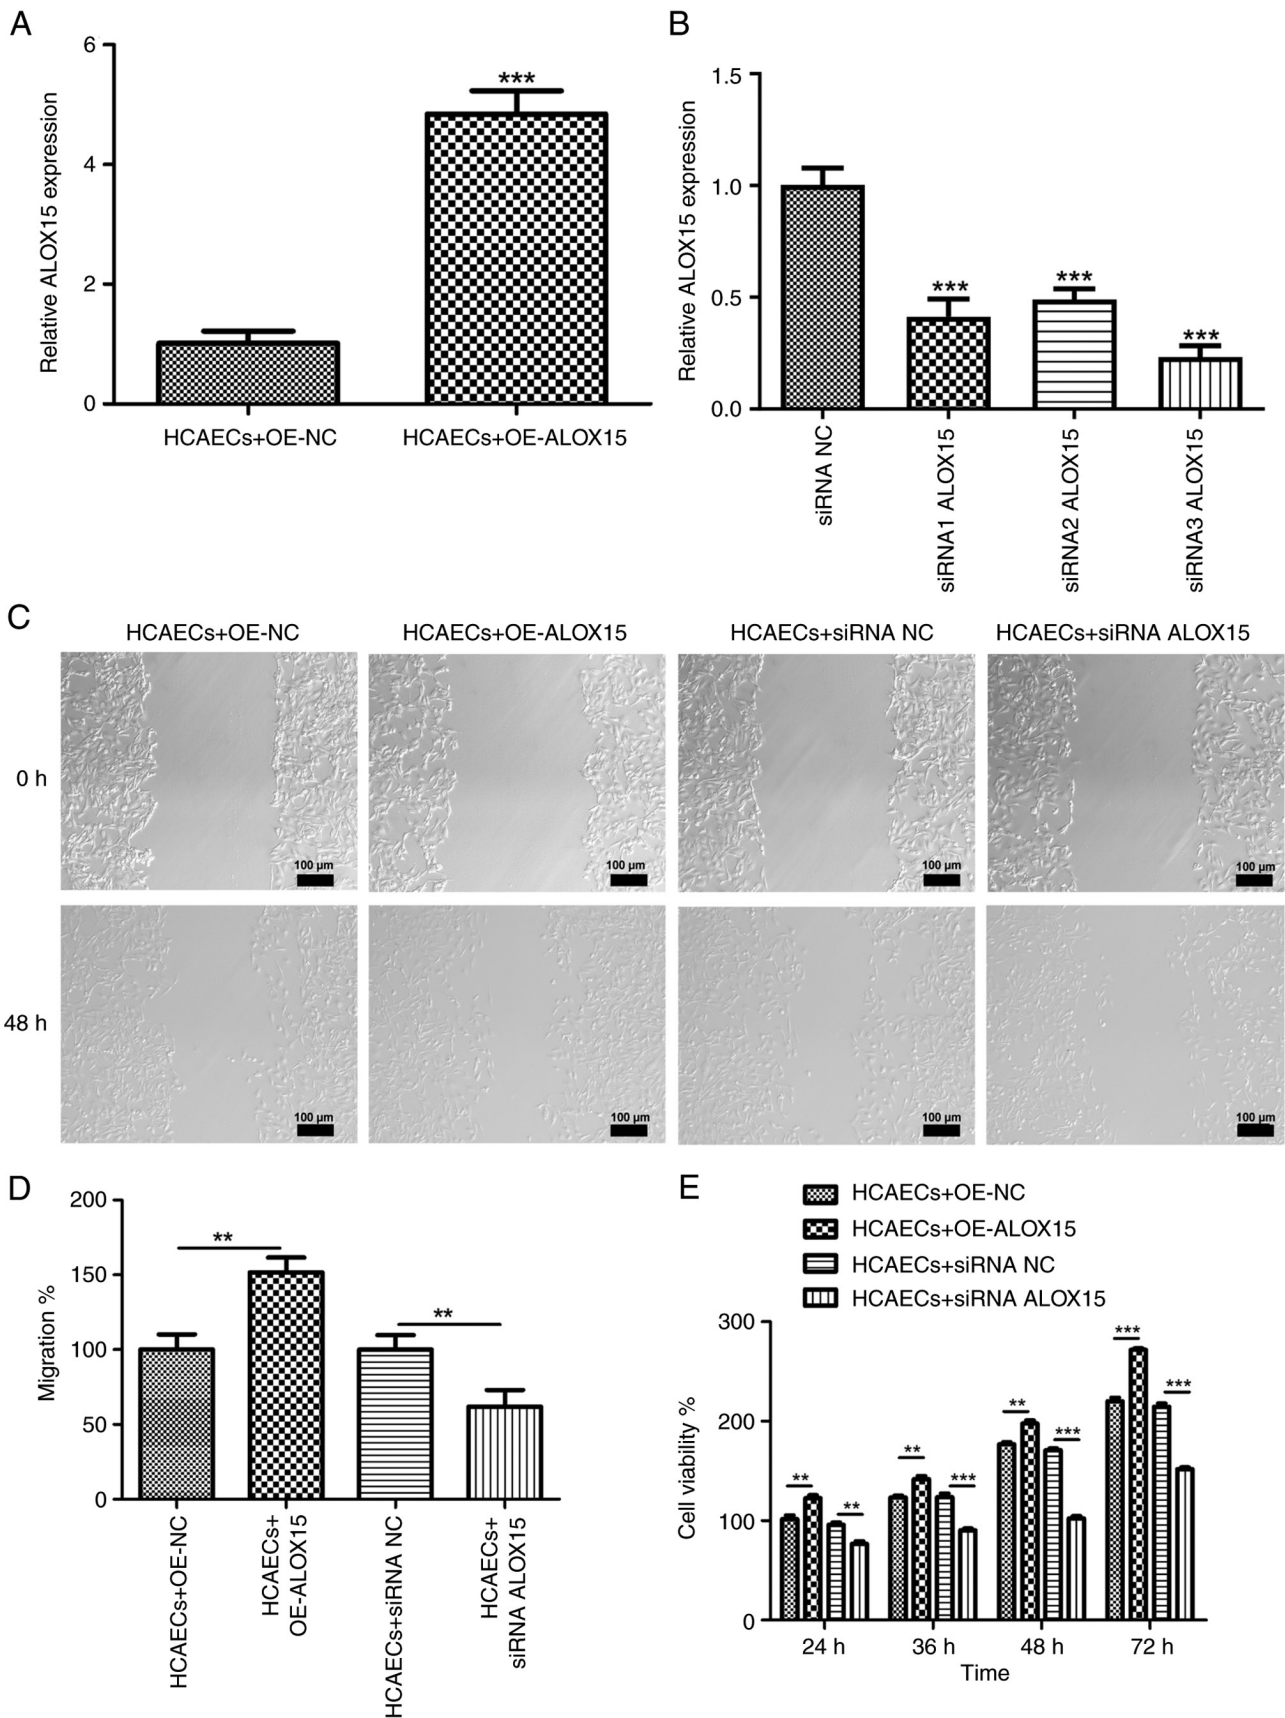 A
Relative ALOX15 expression
6
4
2
0
***
HCAECs+OE-NC
HCAECs+OE-ALOX15
B
Relative ALOX15 expression
1.5
1.0
0.5
0.0
***
***
***
siRNA NC
siRNA1 ALOX15
siRNA2 ALOX15
siRNA3 ALOX15
C
HCAECs+OE-NC
HCAECs+OE-ALOX15
HCAECs+siRNA NC
HCAECs+siRNA ALOX15
0 h
100 µm
100 µm
100 µm
100 µm
48 h
100 µm
100 µm
100 µm
100 µm
D
Migration %
200
150
100
50
0
**
**
HCAECs+OE-NC
HCAECs+
OE-ALOX15
HCAECs+siRNA NC
HCAECs+
siRNA ALOX15
E
HCAECs+OE-NC
HCAECs+OE-ALOX15
HCAECs+siRNA NC
HCAECs+siRNA ALOX15
Cell viability %
300
200
100
0
**
**
**
***
**
***
***
***
24 h
36 h
48 h
72 h
Time